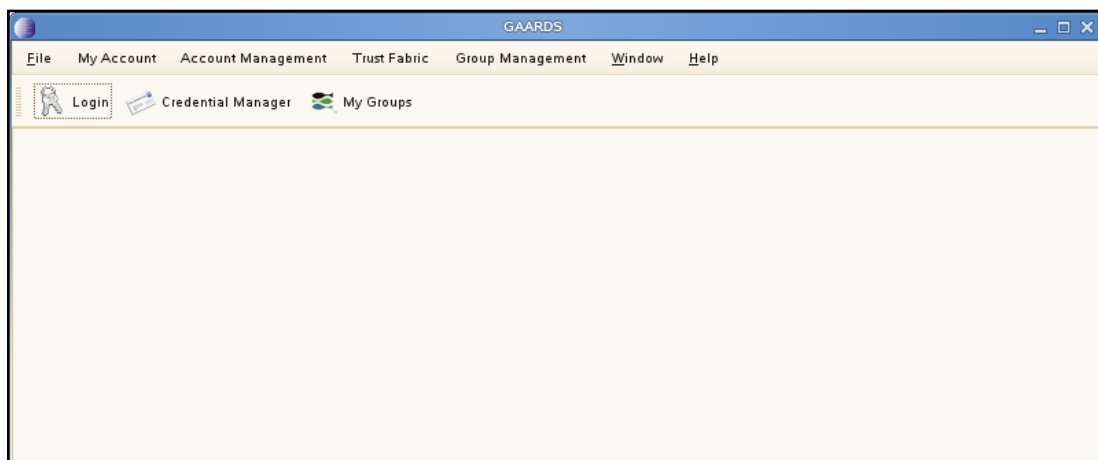 GAARDS
File My Account Account Management Trust Fabric Group Management Window Help
Login Credential Manager My Groups